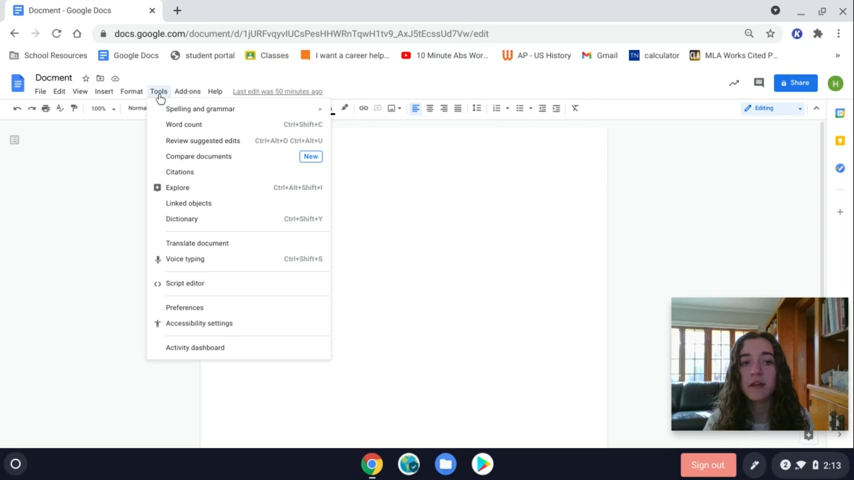 Docment
docs.google.com/document/d/1jURFvqyvlUCsPesHHWRnTqwH1tv9_AxJ5tEcssUd7Vw/edit
School Resources Google Docs student portal Classes I want a career help... 10 Minute Abs Wor... AP - US History Gmail TN calculator MLA Works Cited P... »
Docment
Share H
File Edit View Insert Format Tools Add-ons Help Last edit was 50 minutes ago
100% Norma Editing
Spelling and grammar
Word count Ctrl+Shift+C
Review suggested edits Ctrl+Alt+O Ctrl+Alt+U
Compare documents New
Citations
Explore Ctrl+Alt+Shift+I
Linked objects
Dictionary Ctrl+Shift+Y
Translate document
Voice typing Ctrl+Shift+S
Script editor
Preferences
Accessibility settings
Activity dashboard
Sign out 2 2:13